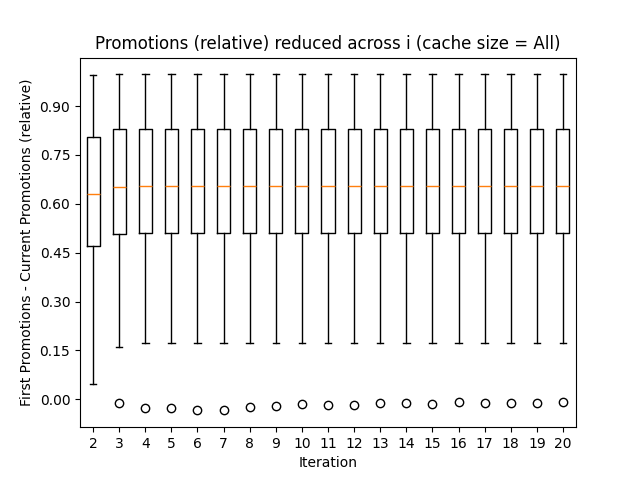 Promotions (relative) reduced across i (cache size = All)
First Promotions - Current Promotions (relative)
0.90
0.75
0.60
0.45
0.30
0.15
0.00
2 3 4 5 6 7 8 9 10 11 12 13 14 15 16 17 18 19 20
Iteration